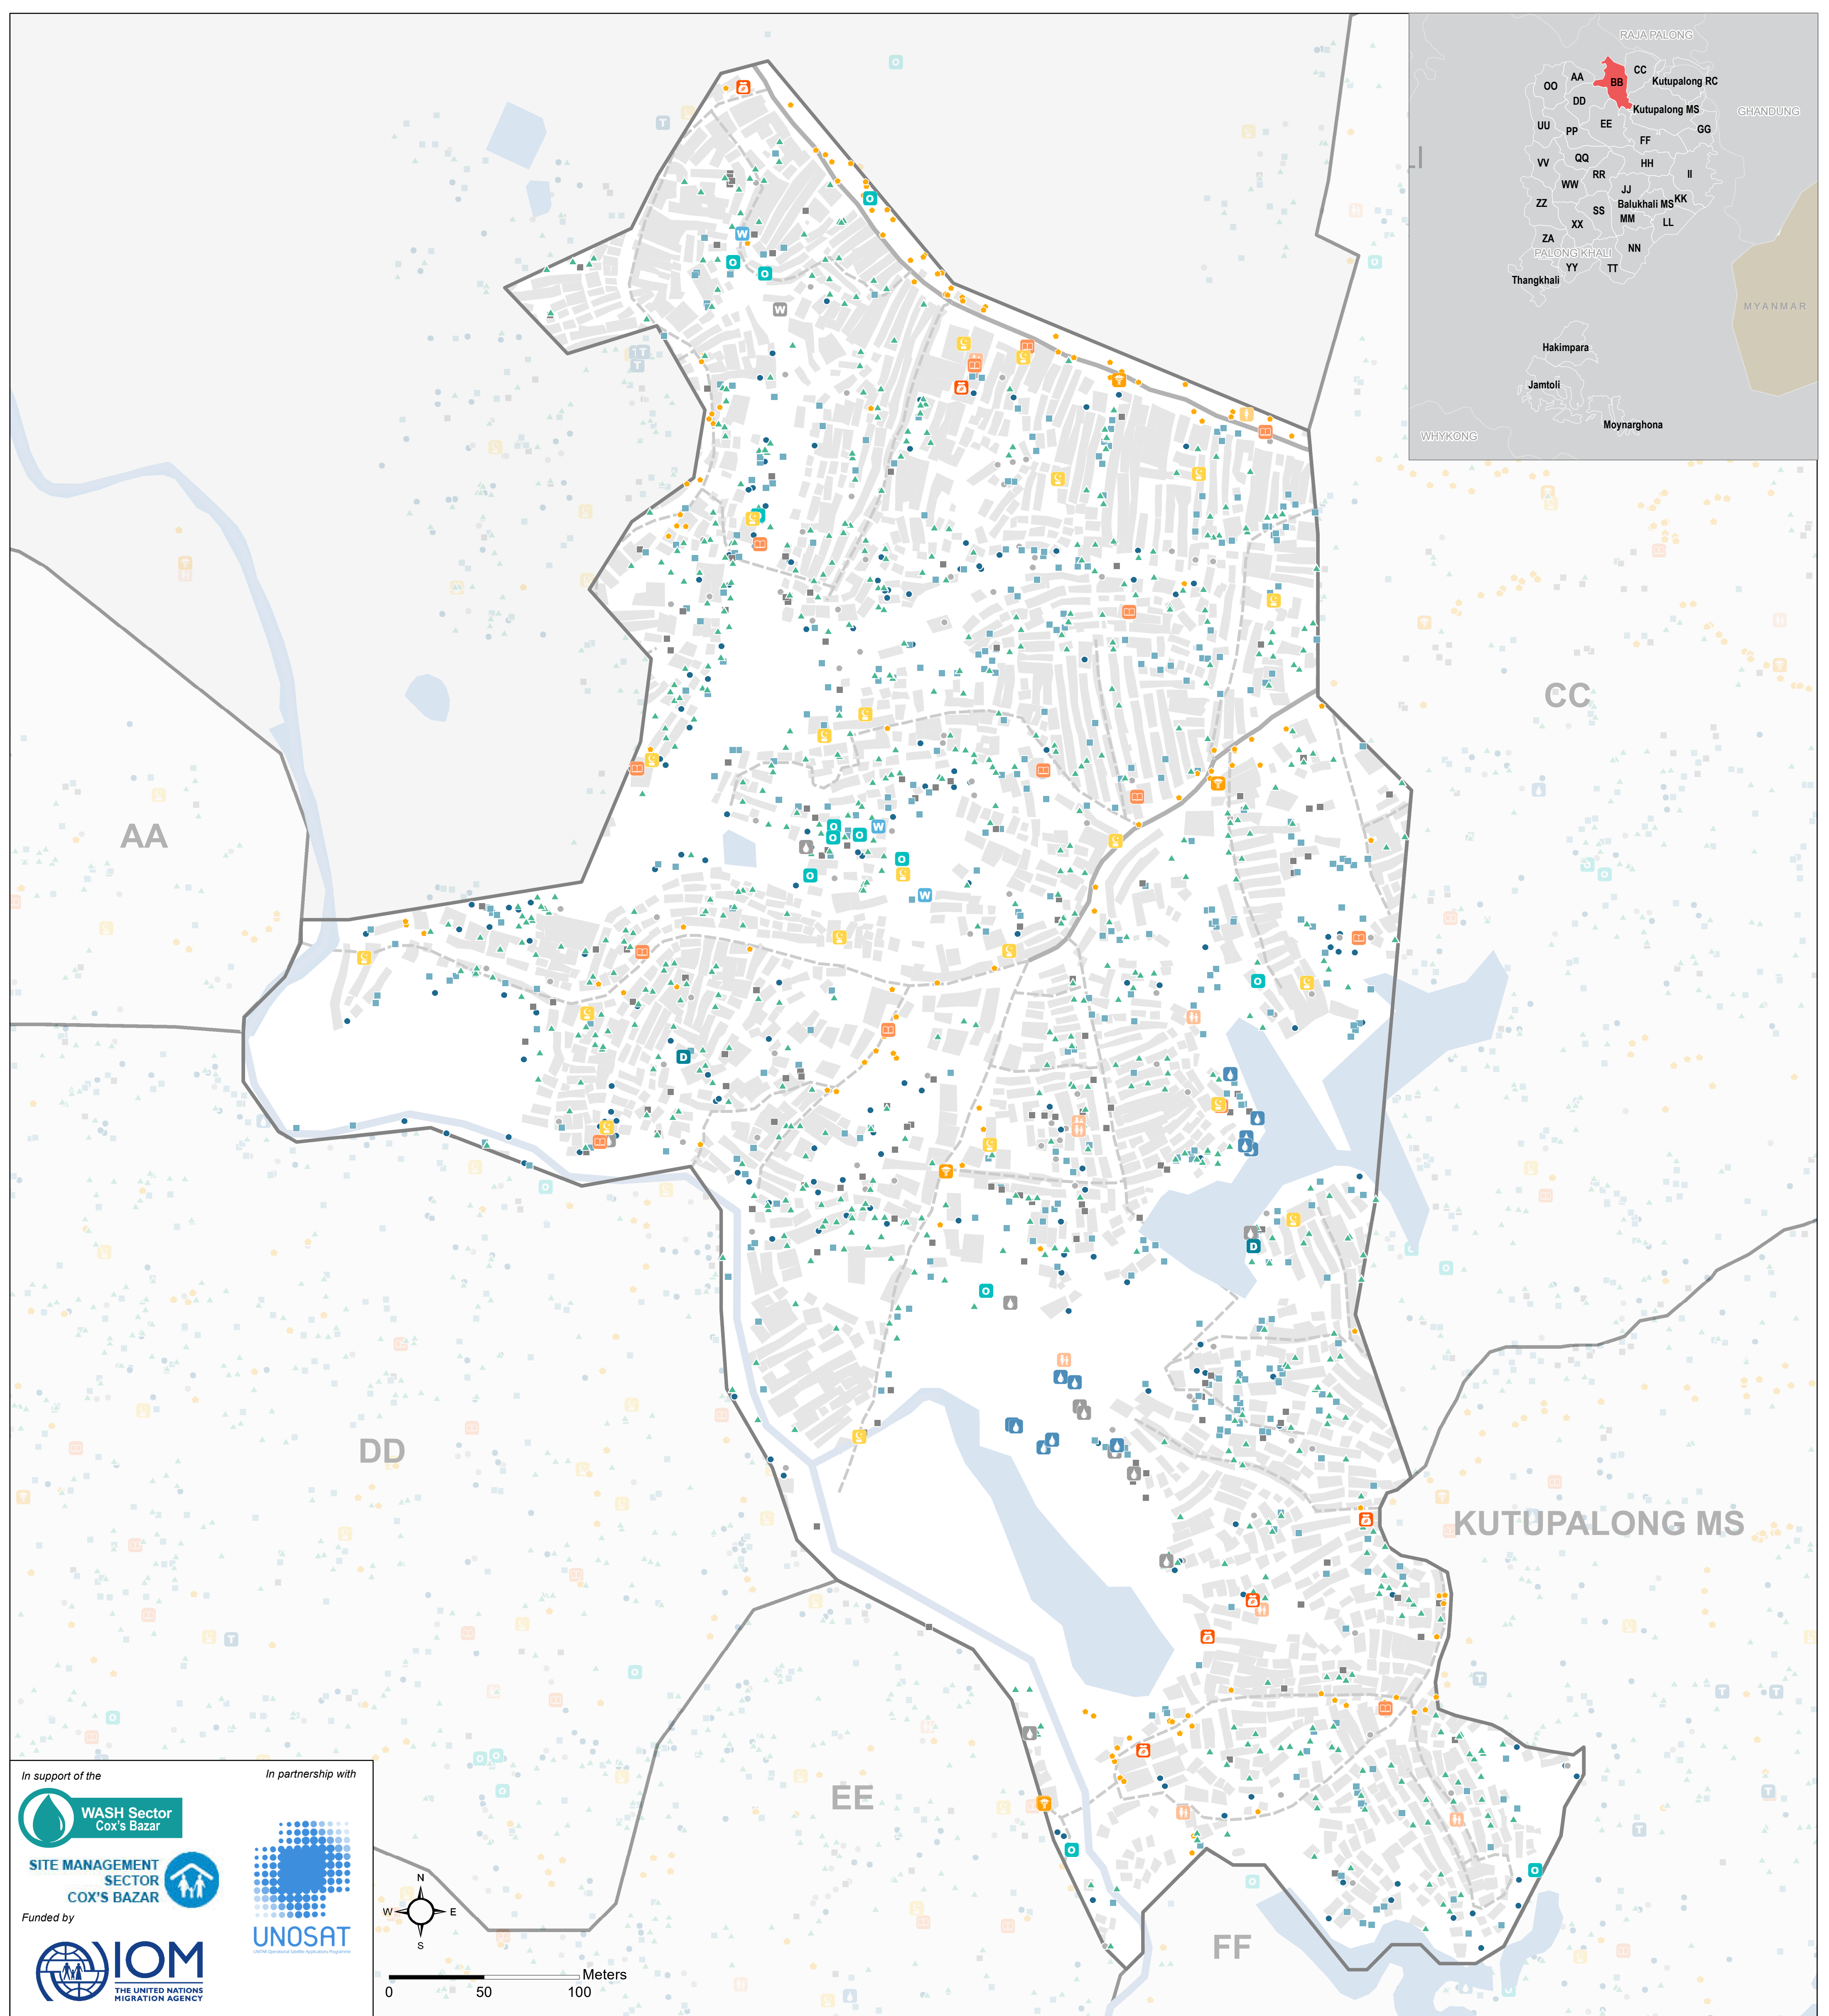 RAJA PALONG
CC
AA
BB
Kutupalong RC
OO
DD
Kutupalong MS
GHANDUNG
UU
PP
EE
GG
FF
VV
QQ
HH
RR
II
WW
JJ
KK
ZZ
Balukhali MS
SS
MM
LL
XX
ZA
NN
PALONG KHALI
YY
TT
Thangkhali
MYANMAR
Hakimpara
Jamtoli
Moynarghona
WHYKONG
CC
AA
DD
KUTUPALONG MS
EE
FF
In support of the
In partnership with
WASH Sector
Cox's Bazar
SITE MANAGEMENT
SECTOR
COX'S BAZAR
Funded by
UNOSAT
IOM
THE UNITED NATIONS
MIGRATION AGENCY
N
W
E
S
Meters
0
50
100